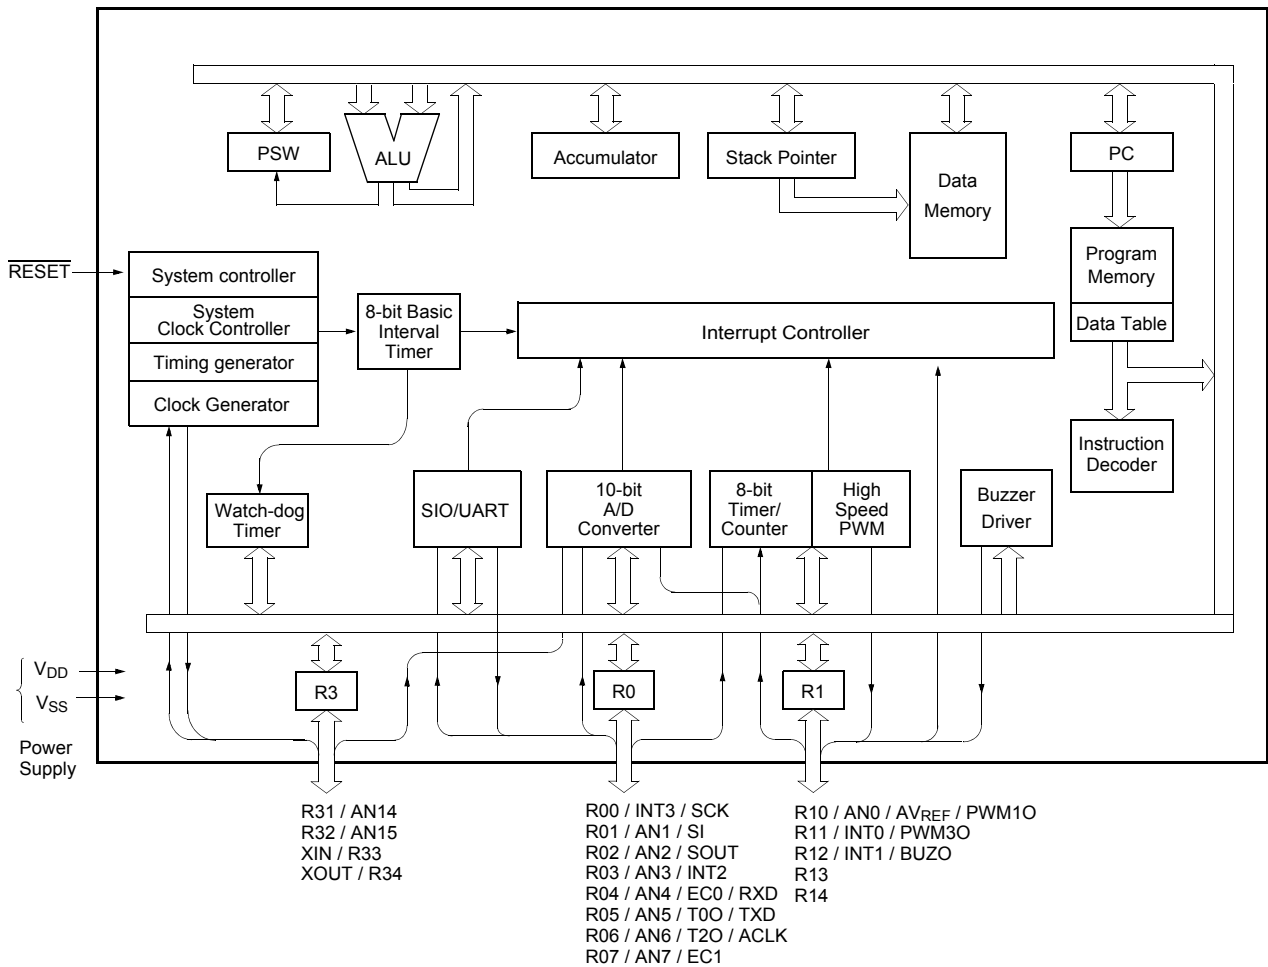 PSW
ALU
Accumulator
Stack Pointer
Data
Memory
PC
Program
Memory
Data Table
Instruction
Decoder
RESET
System controller
System
Clock Controller
Timing generator
Clock Generator
8-bit Basic
Interval
Timer
Interrupt Controller
Watch-dog
Timer
SIO/UART
10-bit
A/D
Converter
8-bit
Timer/
Counter
High
Speed
PWM
Buzzer
Driver
VDD
VSS
Power
Supply
R3
R0
R1
R31 / AN14
R32 / AN15
XIN / R33
XOUT / R34
R00 / INT3 / SCK
R01 / AN1 / SI
R02 / AN2 / SOUT
R03 / AN3 / INT2
R04 / AN4 / EC0 / RXD
R05 / AN5 / T0O / TXD
R06 / AN6 / T2O / ACLK
R07 / AN7 / EC1
R10 / AN0 / AVREF / PWM1O
R11 / INT0 / PWM3O
R12 / INT1 / BUZO
R13
R14